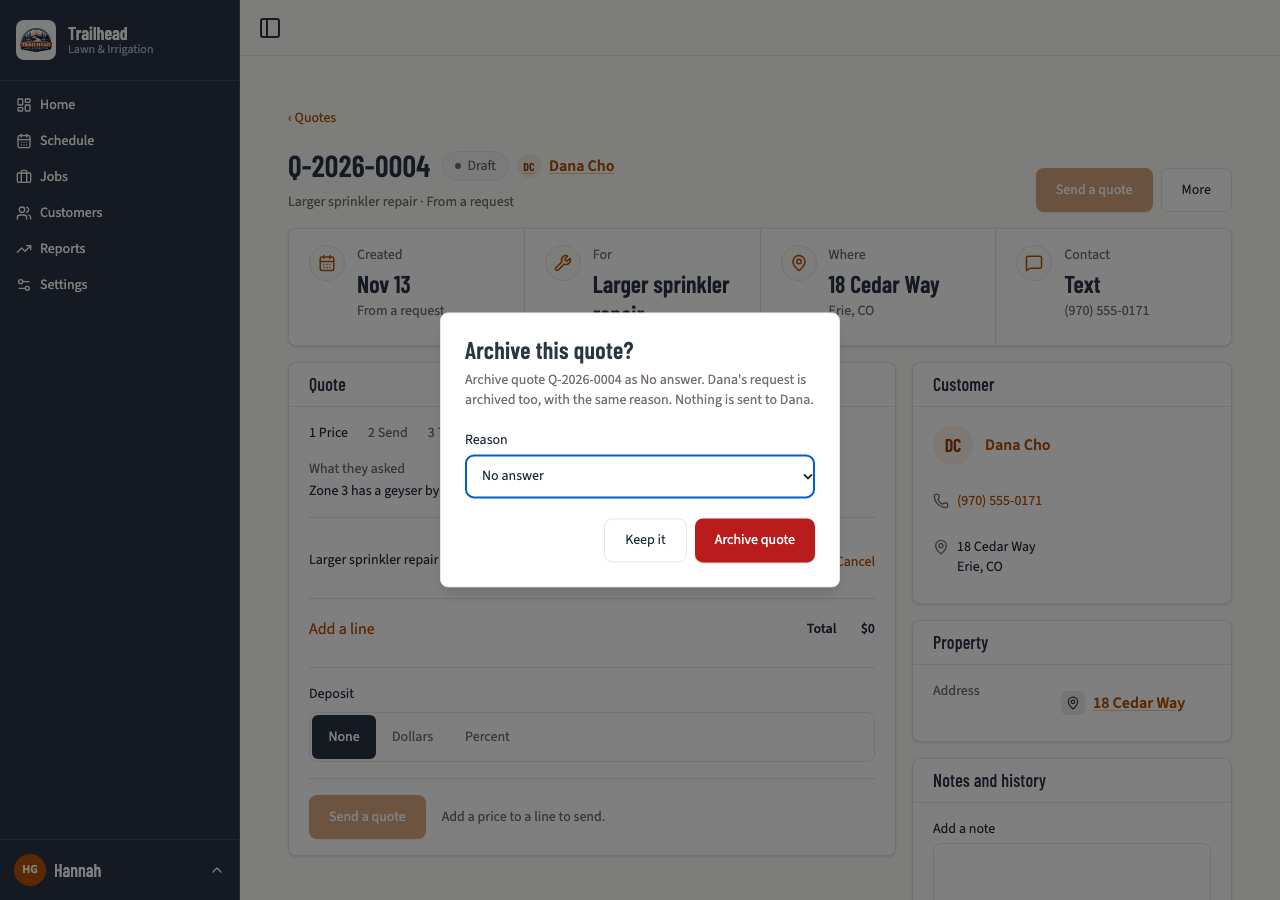 Trailhead
Lawn & Irrigation
Home
Schedule
Jobs
Customers
Reports
Settings
HG Hannah
‹ Quotes
Q-2026-0004 Draft DC Dana Cho
Larger sprinkler repair · From a request
Send a quote More
Created
Nov 13
From a request
For
Larger sprinkler
repair
Where
18 Cedar Way
Erie, CO
Contact
Text
(970) 555-0171
Archive this quote?
Archive quote Q-2026-0004 as No answer. Dana's request is
archived too, with the same reason. Nothing is sent to Dana.
Reason
No answer
Keep it Archive quote
Quote
1 Price 2 Send 3
What they asked
Zone 3 has a geyser by
Larger sprinkler repair Cancel
Add a line Total $0
Deposit
None Dollars Percent
Send a quote Add a price to a line to send.
Customer
DC Dana Cho
(970) 555-0171
18 Cedar Way
Erie, CO
Property
Address 18 Cedar Way
Notes and history
Add a note